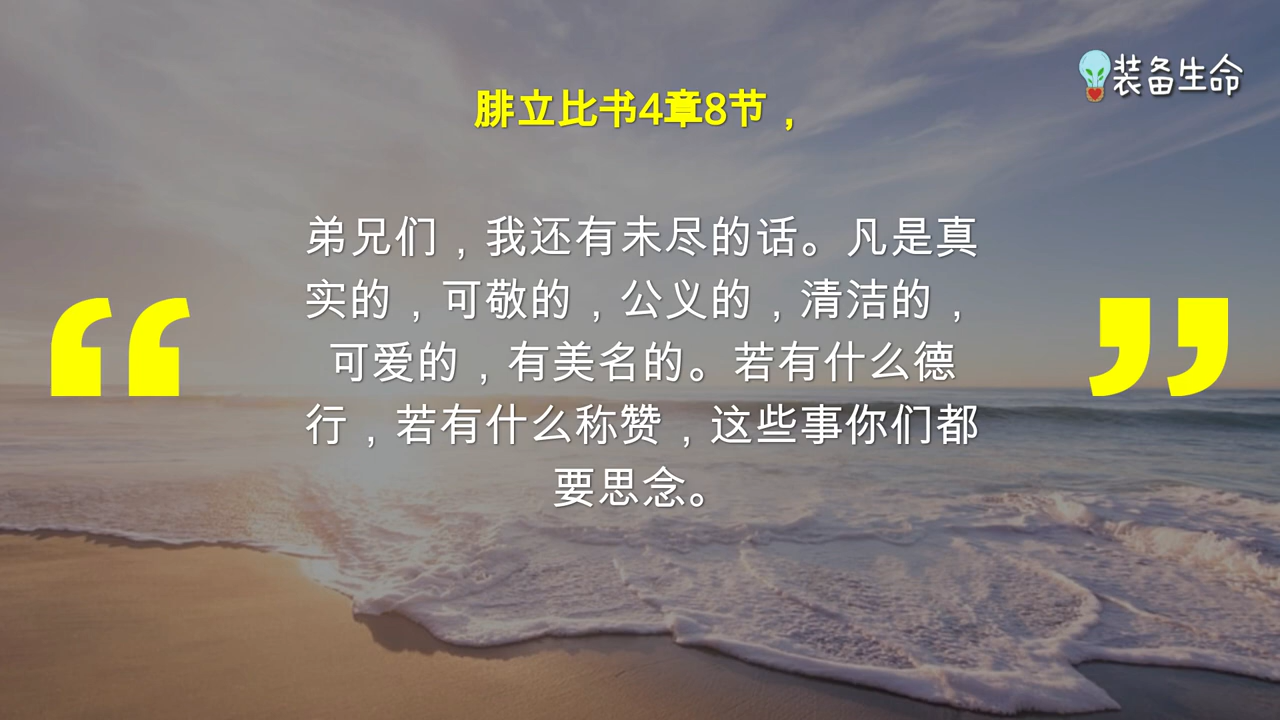 装备生命
腓立比书4章8节，
“
弟兄们，我还有未尽的话。凡是真
实的，可敬的，公义的，清洁的，
可爱的，有美名的。若有什么德
行，若有什么称赞，这些事你们都
要思念。
”